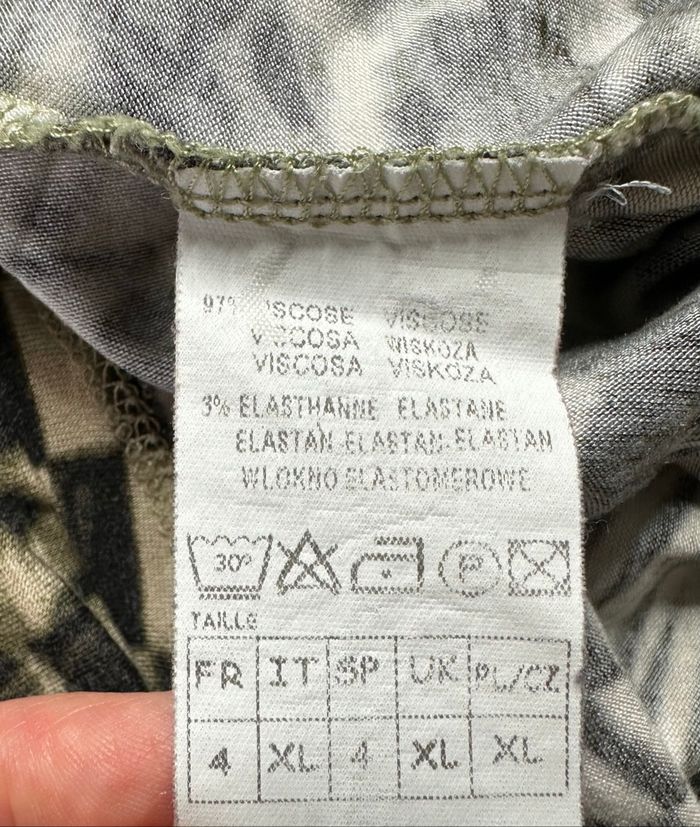 97% VISCOSE VISCOSE
VISCOSA WISKOZA
VISCOSA VISKOZA
3% ELASTHANNE ELASTANE
ELASTAN-ELASTAN-ELASTAN
WLOKNO ELASTOMEROWE
30°
P
TAILLE
FR IT SP UK PL/CZ
4 XL 4 XL XL